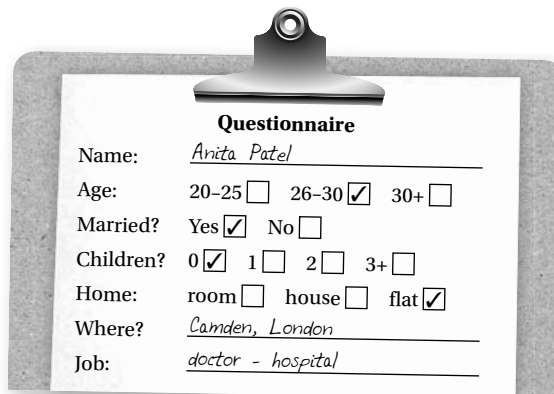 Questionnaire
Name: Anita Patel
Age: 20–25 26–30 ✓ 30+
Married? Yes ✓ No
Children? 0 ✓ 1 2 3+
Home: room house flat ✓
Where? Camden, London
Job: doctor - hospital